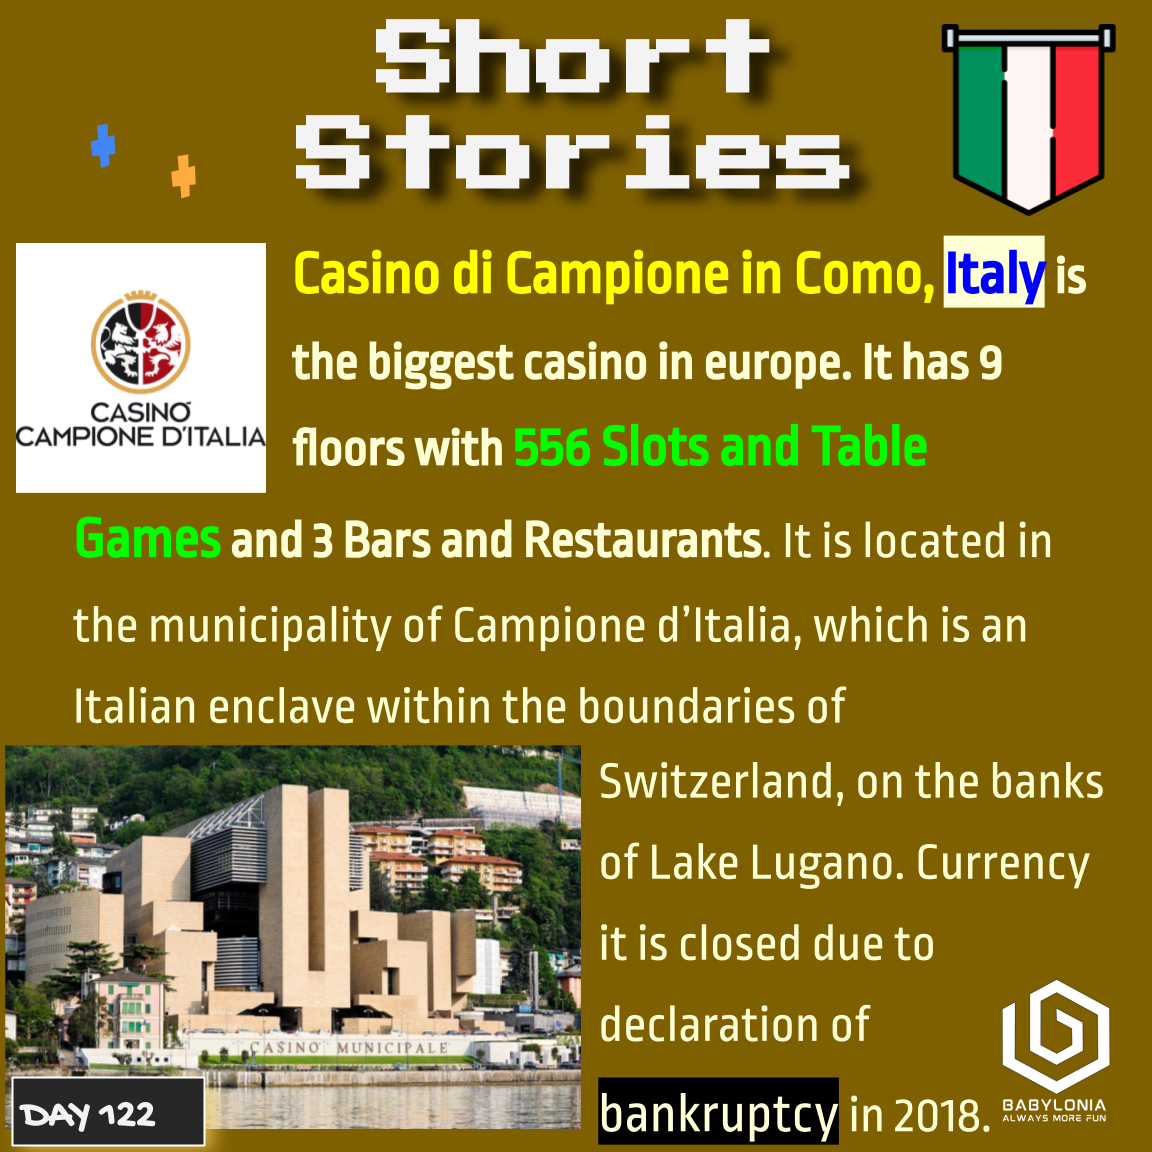 Short
Stories
Casino di Campione in Como, Italy is
the biggest casino in europe. It has 9
floors with 556 Slots and Table
Games and 3 Bars and Restaurants. It is located in
the municipality of Campione d’Italia, which is an
Italian enclave within the boundaries of
Switzerland, on the banks
of Lake Lugano. Currency
it is closed due to
declaration of
bankruptcy in 2018.
CASINÒ
CAMPIONE D'ITALIA
CASINO MUNICIPALE
DAY 122
BABYLONIA
ALWAYS MORE FUN